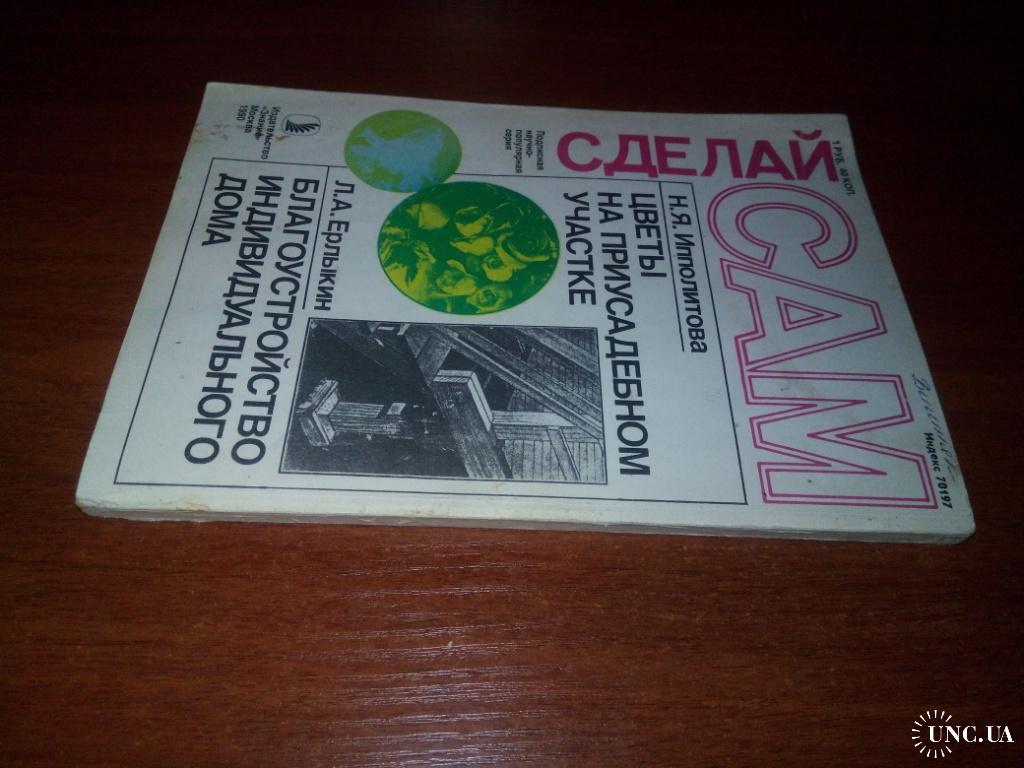 1 РУБ. 40 КОП.
Индекс 70197
СДЕЛАЙ
САМ
Подписная
научно-
популярная
серия
Н.Я. Ипполитова
ЦВЕТЫ
НА ПРИУСАДЕБНОМ
УЧАСТКЕ
Л.А. Ерлыкин
БЛАГОУСТРОЙСТВО
ИНДИВИДУАЛЬНОГО
ДОМА
Издательство
«Знание»
Москва
1990
UNC.UA